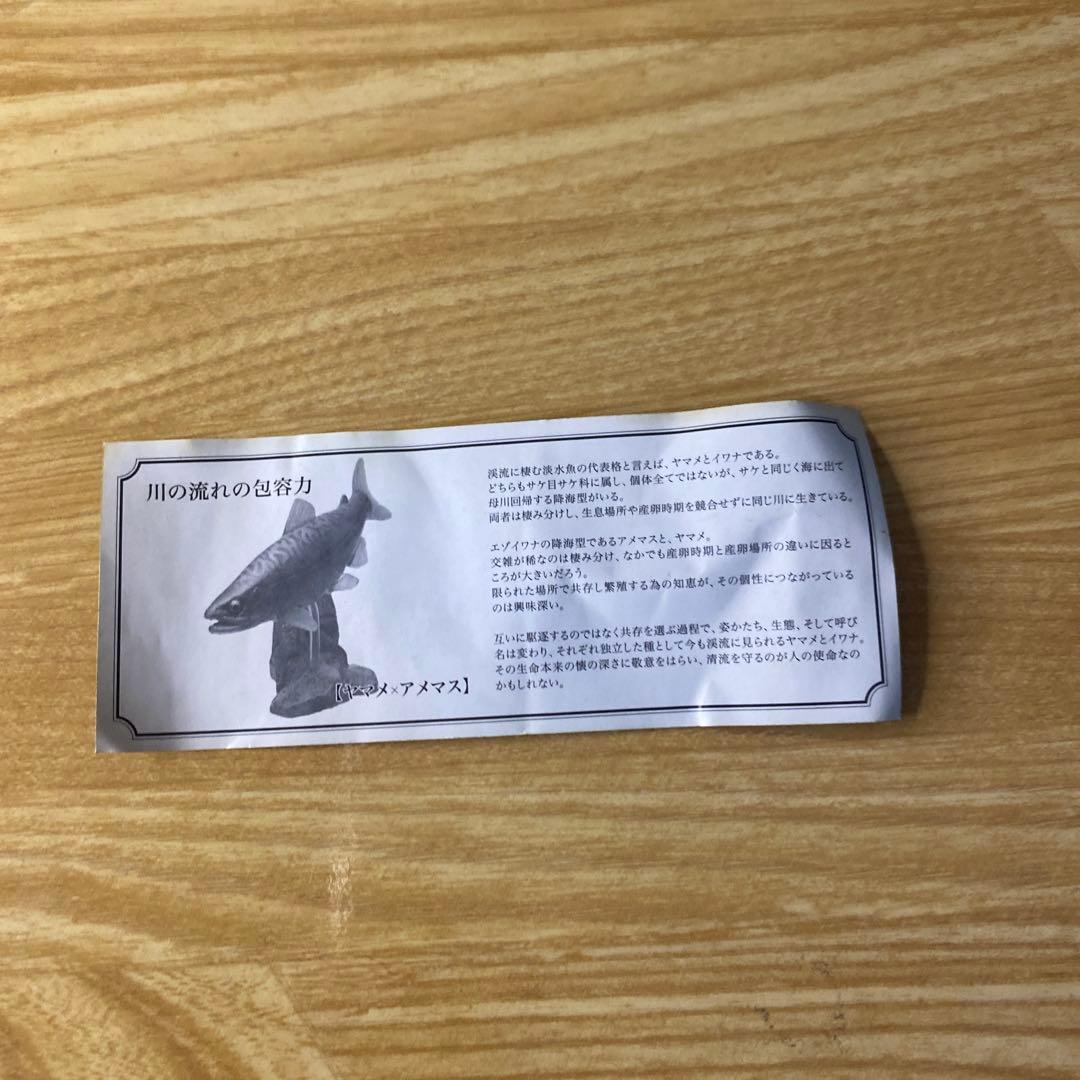 川の流れの包容力
【ヤマメ×アメマス】
渓流に棲む淡水魚の代表格と言えば、ヤマメとイワナである。
どちらもサケ目サケ科に属し、個体全てではないが、サケと同じく海に出て
母川回帰する降海型がいる。
両者は棲み分けし、生息場所や産卵時期を競合せずに同じ川に生きている。
エゾイワナの降海型であるアメマスと、ヤマメ。
交雑が稀なのは棲み分け、なかでも産卵時期と産卵場所の違いに因ると
ころが大きいだろう。
限られた場所で共存し繁殖する為の知恵が、その個性につながっている
のは興味深い。
互いに駆逐するのではなく共存を選ぶ過程で、姿かたち、生態、そして呼び
名は変わり、それぞれ独立した種として今も渓流に見られるヤマメとイワナ。
その生命本来の懐の深さに敬意をはらい、清流を守るのが人の使命なの
かもしれない。